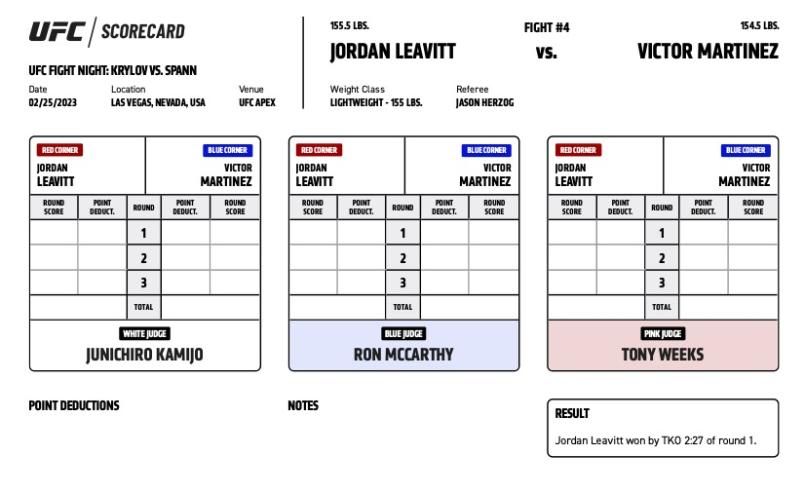 UFC SCORECARD
UFC FIGHT NIGHT: KRYLOV VS. SPANN
Date Location Venue
02/25/2023 LAS VEGAS, NEVADA, USA UFC APEX
155.5 LBS. FIGHT #4 154.5 LBS.
JORDAN LEAVITT VS. VICTOR MARTINEZ
Weight Class Referee
LIGHTWEIGHT - 155 LBS. JASON HERZOG
RED CORNER BLUE CORNER
JORDAN VICTOR
LEAVITT MARTINEZ
ROUND SCORE POINT DEDUCT. ROUND POINT DEDUCT. ROUND SCORE
1
2
3
TOTAL
WHITE JUDGE
JUNICHIRO KAMIJO
RED CORNER BLUE CORNER
JORDAN VICTOR
LEAVITT MARTINEZ
ROUND SCORE POINT DEDUCT. ROUND POINT DEDUCT. ROUND SCORE
1
2
3
TOTAL
BLUE JUDGE
RON MCCARTHY
RED CORNER BLUE CORNER
JORDAN VICTOR
LEAVITT MARTINEZ
ROUND SCORE POINT DEDUCT. ROUND POINT DEDUCT. ROUND SCORE
1
2
3
TOTAL
PINK JUDGE
TONY WEEKS
POINT DEDUCTIONS
NOTES
RESULT
Jordan Leavitt won by TKO 2:27 of round 1.